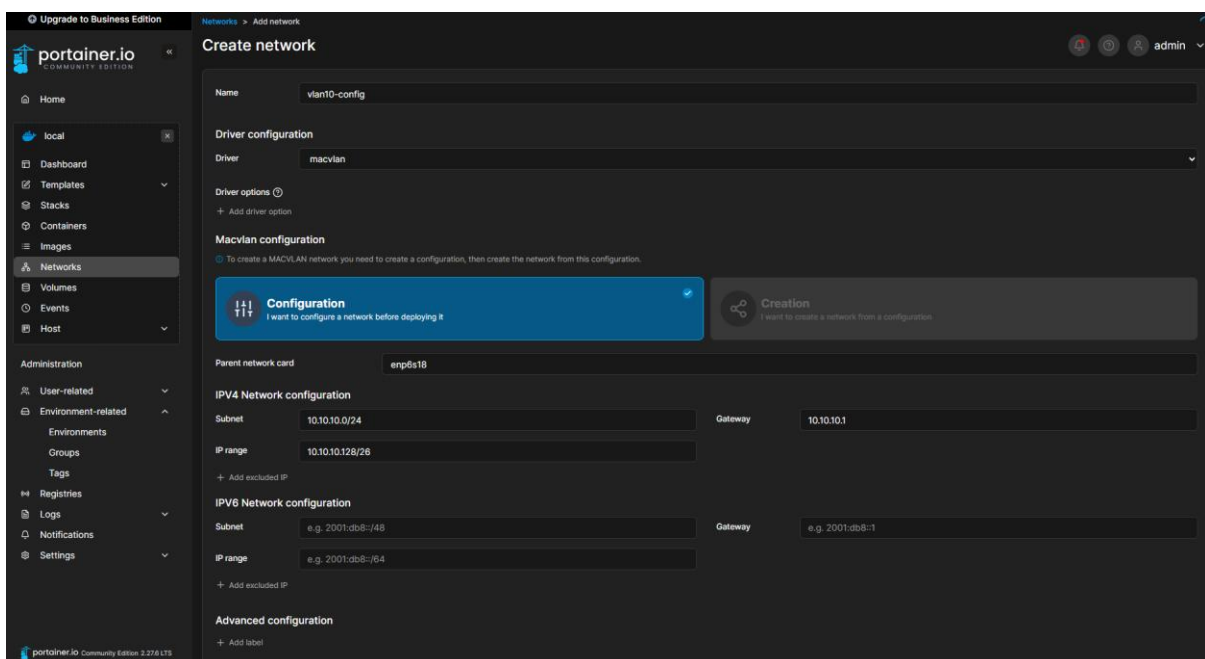 Upgrade to Business Edition
portainer.io
COMMUNITY EDITION
Home
local
Dashboard
Templates
Stacks
Containers
Images
Networks
Volumes
Events
Host
Administration
User-related
Environment-related
Environments
Groups
Tags
Registries
Logs
Notifications
Settings
portainer.io Community Edition 2.27.6 LTS
Networks > Add network
Create network
admin
Name vlan10-config
Driver configuration
Driver macvlan
Driver options
+ Add driver option
Macvlan configuration
To create a MACVLAN network you need to create a configuration, then create the network from this configuration.
Configuration
I want to configure a network before deploying it
Creation
I want to create a network from a configuration
Parent network card enp6s18
IPV4 Network configuration
Subnet 10.10.10.0/24 Gateway 10.10.10.1
IP range 10.10.10.128/26
+ Add excluded IP
IPV6 Network configuration
Subnet e.g. 2001:db8::/48 Gateway e.g. 2001:db8::1
IP range e.g. 2001:db8::/64
+ Add excluded IP
Advanced configuration
+ Add label